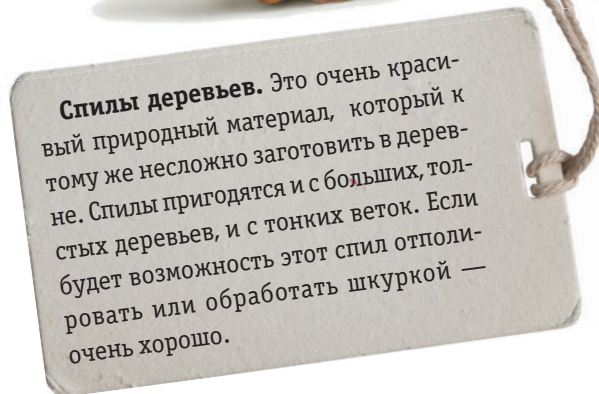 Спилы деревьев. Это очень краси-
вый природный материал, который к
тому же несложно заготовить в дерев-
не. Спилы пригодятся и с больших, тол-
стых деревьев, и с тонких веток. Если
будет возможность этот спил отполи-
ровать или обработать шкуркой —
очень хорошо.